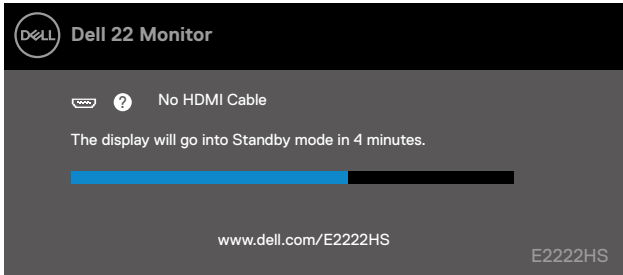 DELL
Dell 22 Monitor
? No HDMI Cable
The display will go into Standby mode in 4 minutes.
www.dell.com/E2222HS
E2222HS